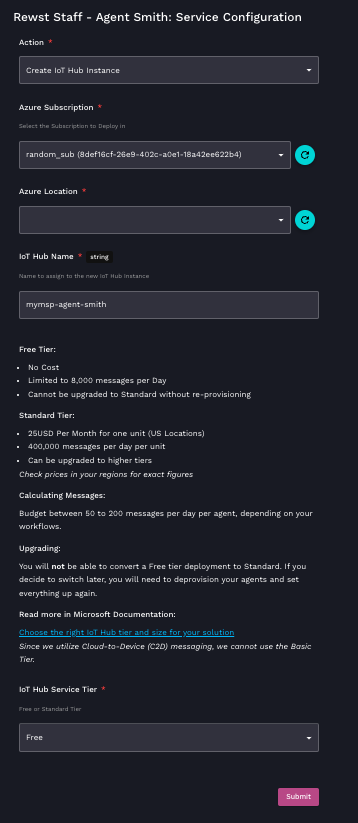 Rewst Staff - Agent Smith: Service Configuration
Action *
Create IoT Hub Instance
Azure Subscription *
Select the Subscription to Deploy in
random_sub (8def16cf-26e9-402c-a0e1-18a42ee622b4)
Azure Location *
IoT Hub Name * string
Name to assign to the new IoT Hub Instance
mymsp-agent-smith
Free Tier:
• No Cost
• Limited to 8,000 messages per Day
• Cannot be upgraded to Standard without re-provisioning
Standard Tier:
• 25USD Per Month for one unit (US Locations)
• 400,000 messages per day per unit
• Can be upgraded to higher tiers
Check prices in your regions for exact figures
Calculating Messages:
Budget between 50 to 200 messages per day per agent, depending on your
workflows.
Upgrading:
You will not be able to convert a Free tier deployment to Standard. If you
decide to switch later, you will need to deprovision your agents and set
everything up again.
Read more in Microsoft Documentation:
Choose the right IoT Hub tier and size for your solution
Since we utilize Cloud-to-Device (C2D) messaging, we cannot use the Basic
Tier.
IoT Hub Service Tier *
Free or Standard Tier
Free
Submit